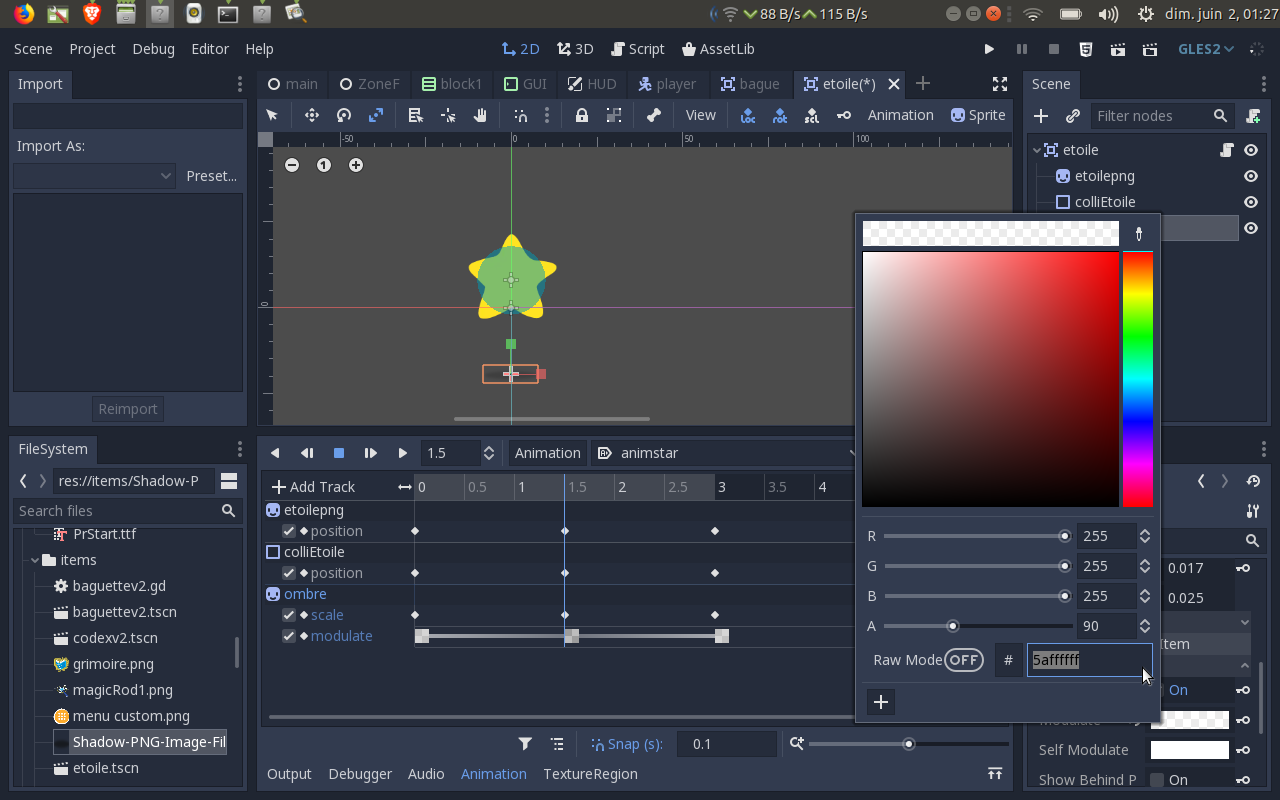 88 B/s 115 B/s dim. juin 2, 01:27
Scene Project Debug Editor Help 2D 3D Script AssetLib GLES2
Import main ZoneF block1 GUI HUD player bague etoile(*) Scene
View Animation Sprite Filter nodes
-50 0 50 100
Import As:
Preset...
1
etoile
etoilepng
colliEtoile
0
Reimport
FileSystem
1.5 Animation animstar
res://items/Shadow-P
Search files
Add Track 0 0.5 1 1.5 2 2.5 3 3.5 4
PrStart.ttf
items
baguettev2.gd
baguettev2.tscn
codexv2.tscn
grimoire.png
magicRod1.png
menu custom.png
Shadow-PNG-Image-Fil
etoile.tscn
etoilepng
position
colliEtoile
position
ombre
scale
modulate
Snap (s): 0.1
Output Debugger Audio Animation TextureRegion
R 255
G 255
B 255
A 90
Raw Mode OFF # 5affffff
0.017
0.025
Item
On
Modulate
Self Modulate
Show Behind P On